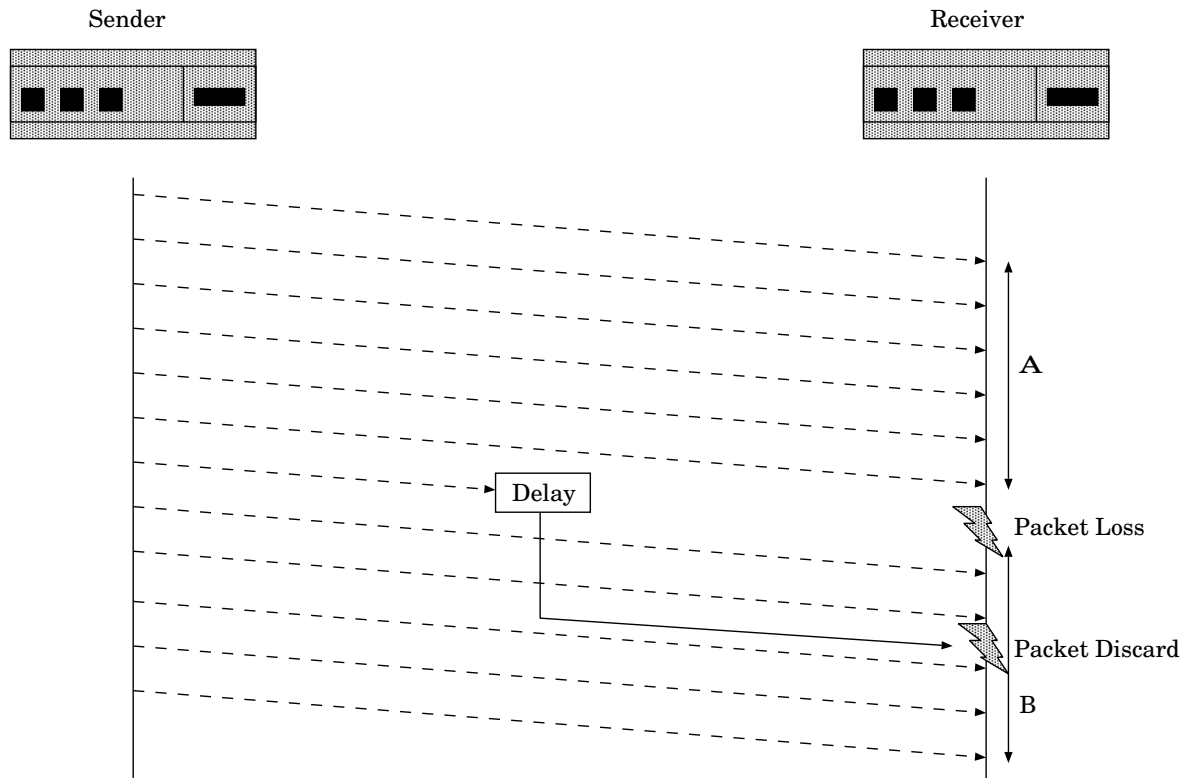 Sender
Receiver
A
Delay
Packet Loss
Packet Discard
B